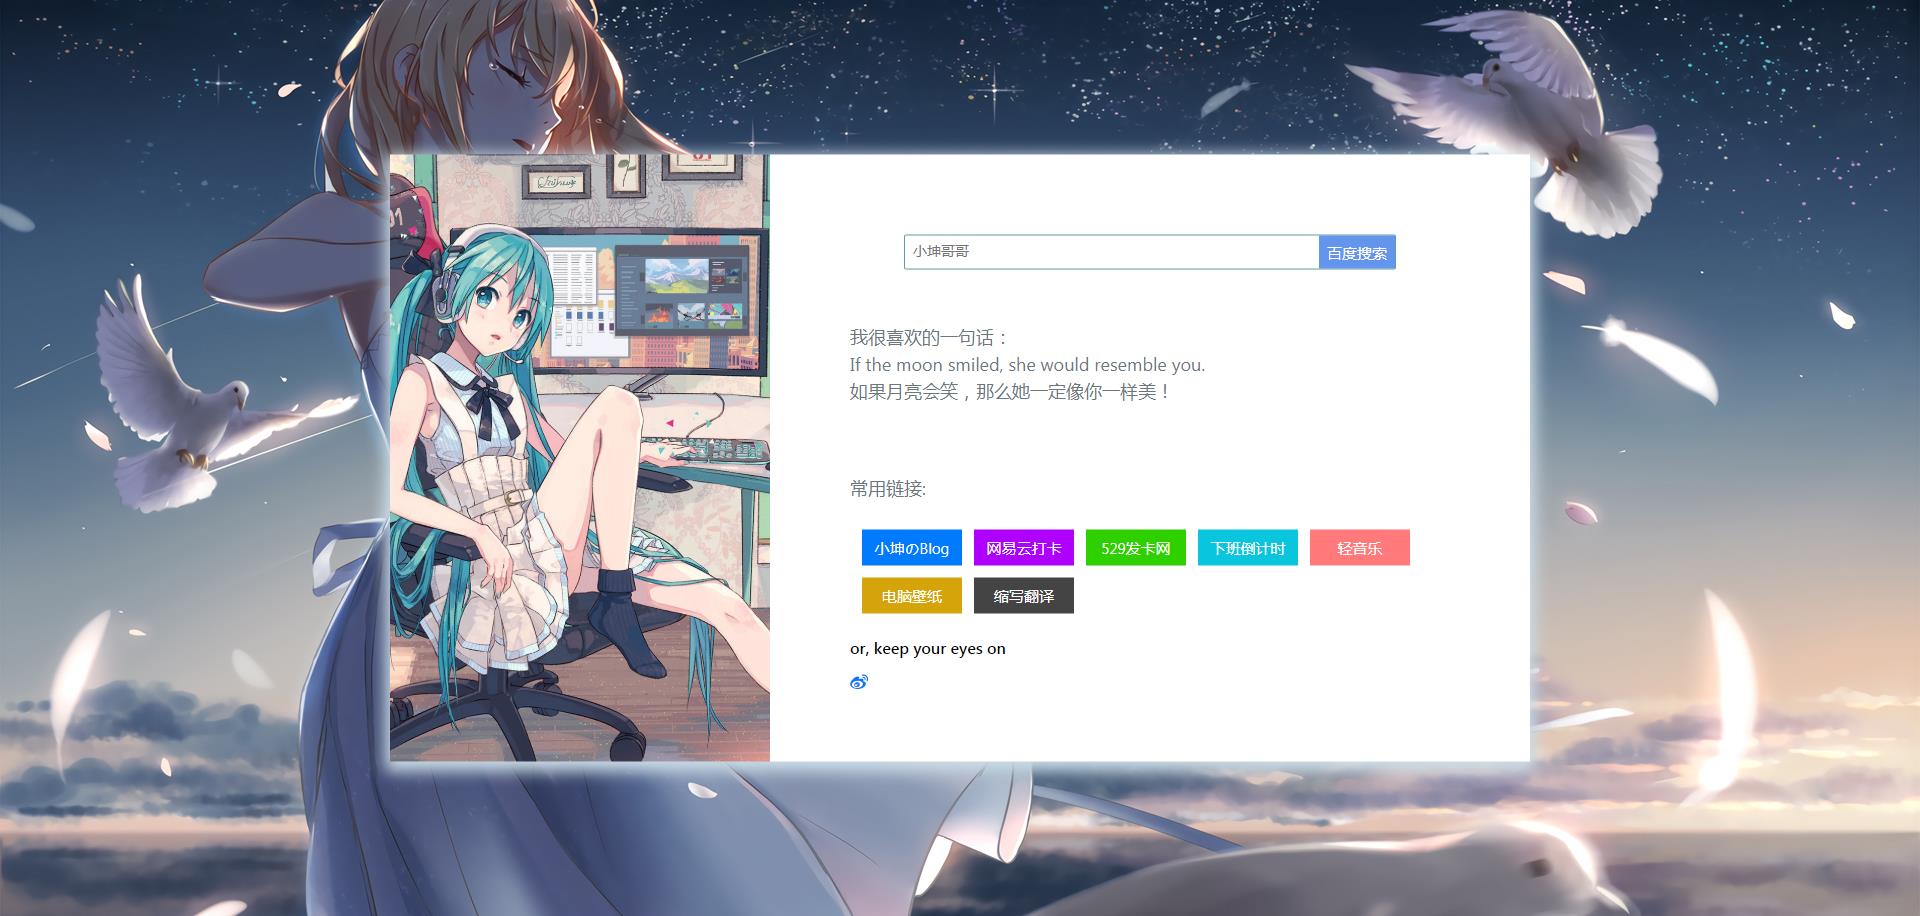 01
小坤哥哥
百度搜索
我很喜欢的一句话：
If the moon smiled, she would resemble you.
如果月亮会笑，那么她一定像你一样美！
常用链接:
小坤のBlog
网易云打卡
529发卡网
下班倒计时
轻音乐
电脑壁纸
缩写翻译
or, keep your eyes on